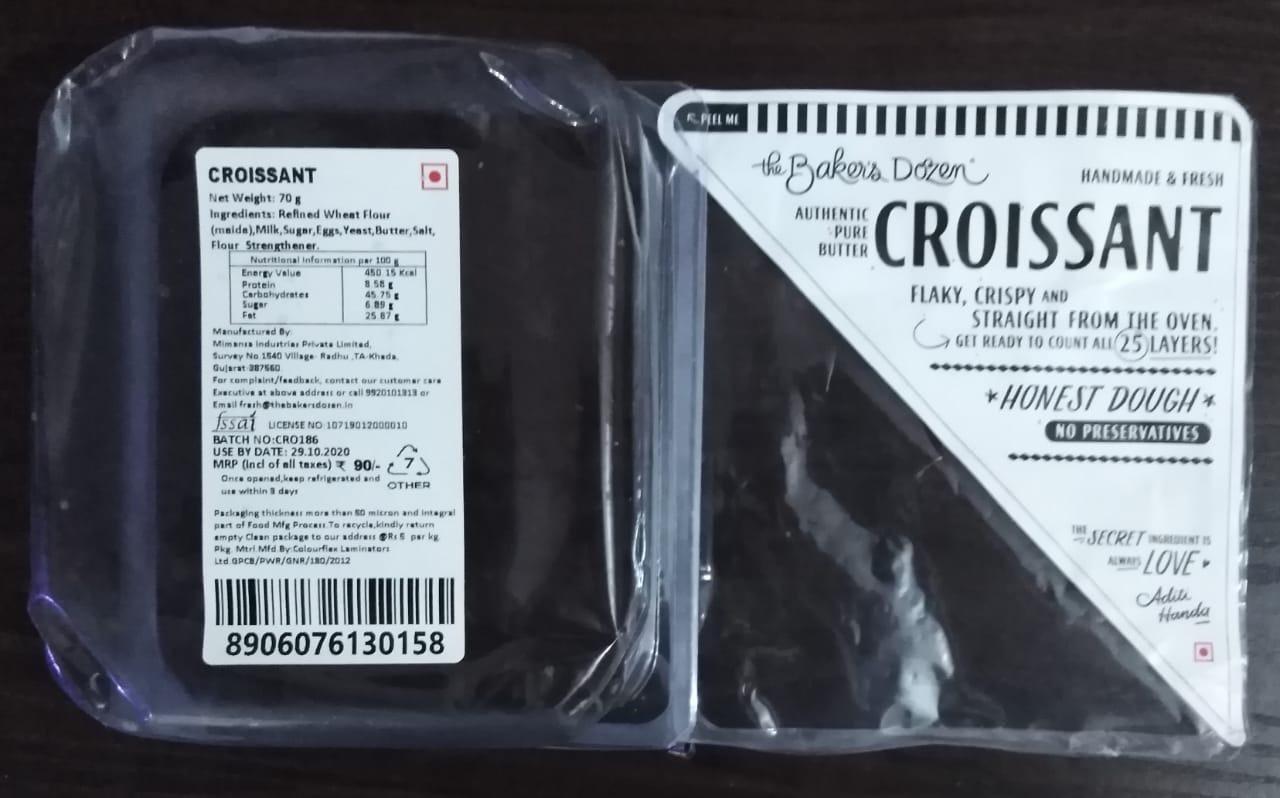 CROISSANT
Net Weight: 70 g
Ingredients: Refined Wheat Flour
(maida),Milk,Sugar,Eggs,Yeast,Butter,Salt,
Flour Strengthener.
Nutritional Information per 100 g
Energy Value 450.15 Kcal
Protein 8.58 g
Carbohydrates 45.75 g
Sugar 6.89 g
Fat 25.87 g
Manufactured By:
Mimansa Industries Private Limited,
Survey No 1540 Village- Radhu ,TA-Kheda,
Gujarat-387560.
For complaint/feedback, contact our customer care
Executive at above address or call 9920101313 or
Email fresh@thebakersdozen.in
fssai LICENSE NO:10719012000010
BATCH NO:CRO186
USE BY DATE: 29.10.2020
MRP (Incl of all taxes) ₹ 90/-
7
OTHER
Once opened,keep refrigerated and
use within 3 days
Packaging thickness more than 50 micron and integral
part of Food Mfg Process.To recycle,kindly return
empty Clean package to our address @Rs 5 per kg.
Pkg. Mtrl.Mfd.By:Colourflex Laminators
Ltd.GPCB/PWR/GNR/180/2012
8906076130158
PEEL ME
the Baker's Dozen
HANDMADE & FRESH
AUTHENTIC
PURE
BUTTER
CROISSANT
FLAKY, CRISPY AND
STRAIGHT FROM THE OVEN.
GET READY TO COUNT ALL 25 LAYERS!
*HONEST DOUGH*
NO PRESERVATIVES
THE SECRET INGREDIENT IS
ALWAYS LOVE
Aditi
Handa